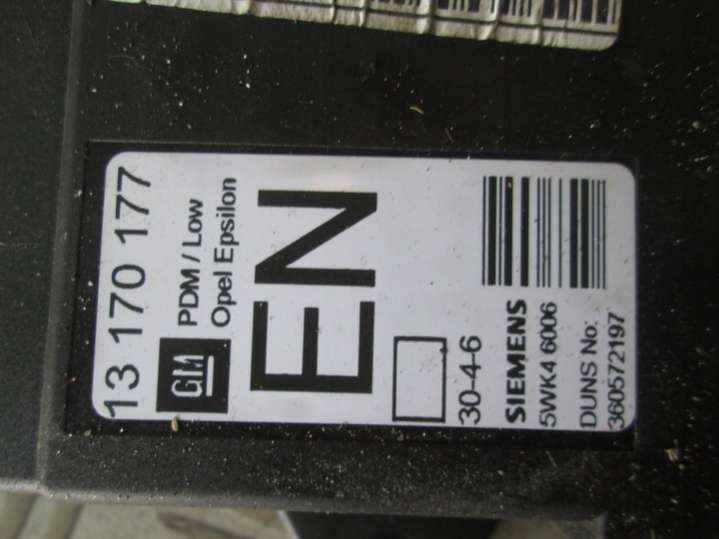 13 170 177
GM
PDM / Low
Opel Epsilon
EN
30-4-6
SIEMENS
5WK4 6006
DUNS No:
360572197